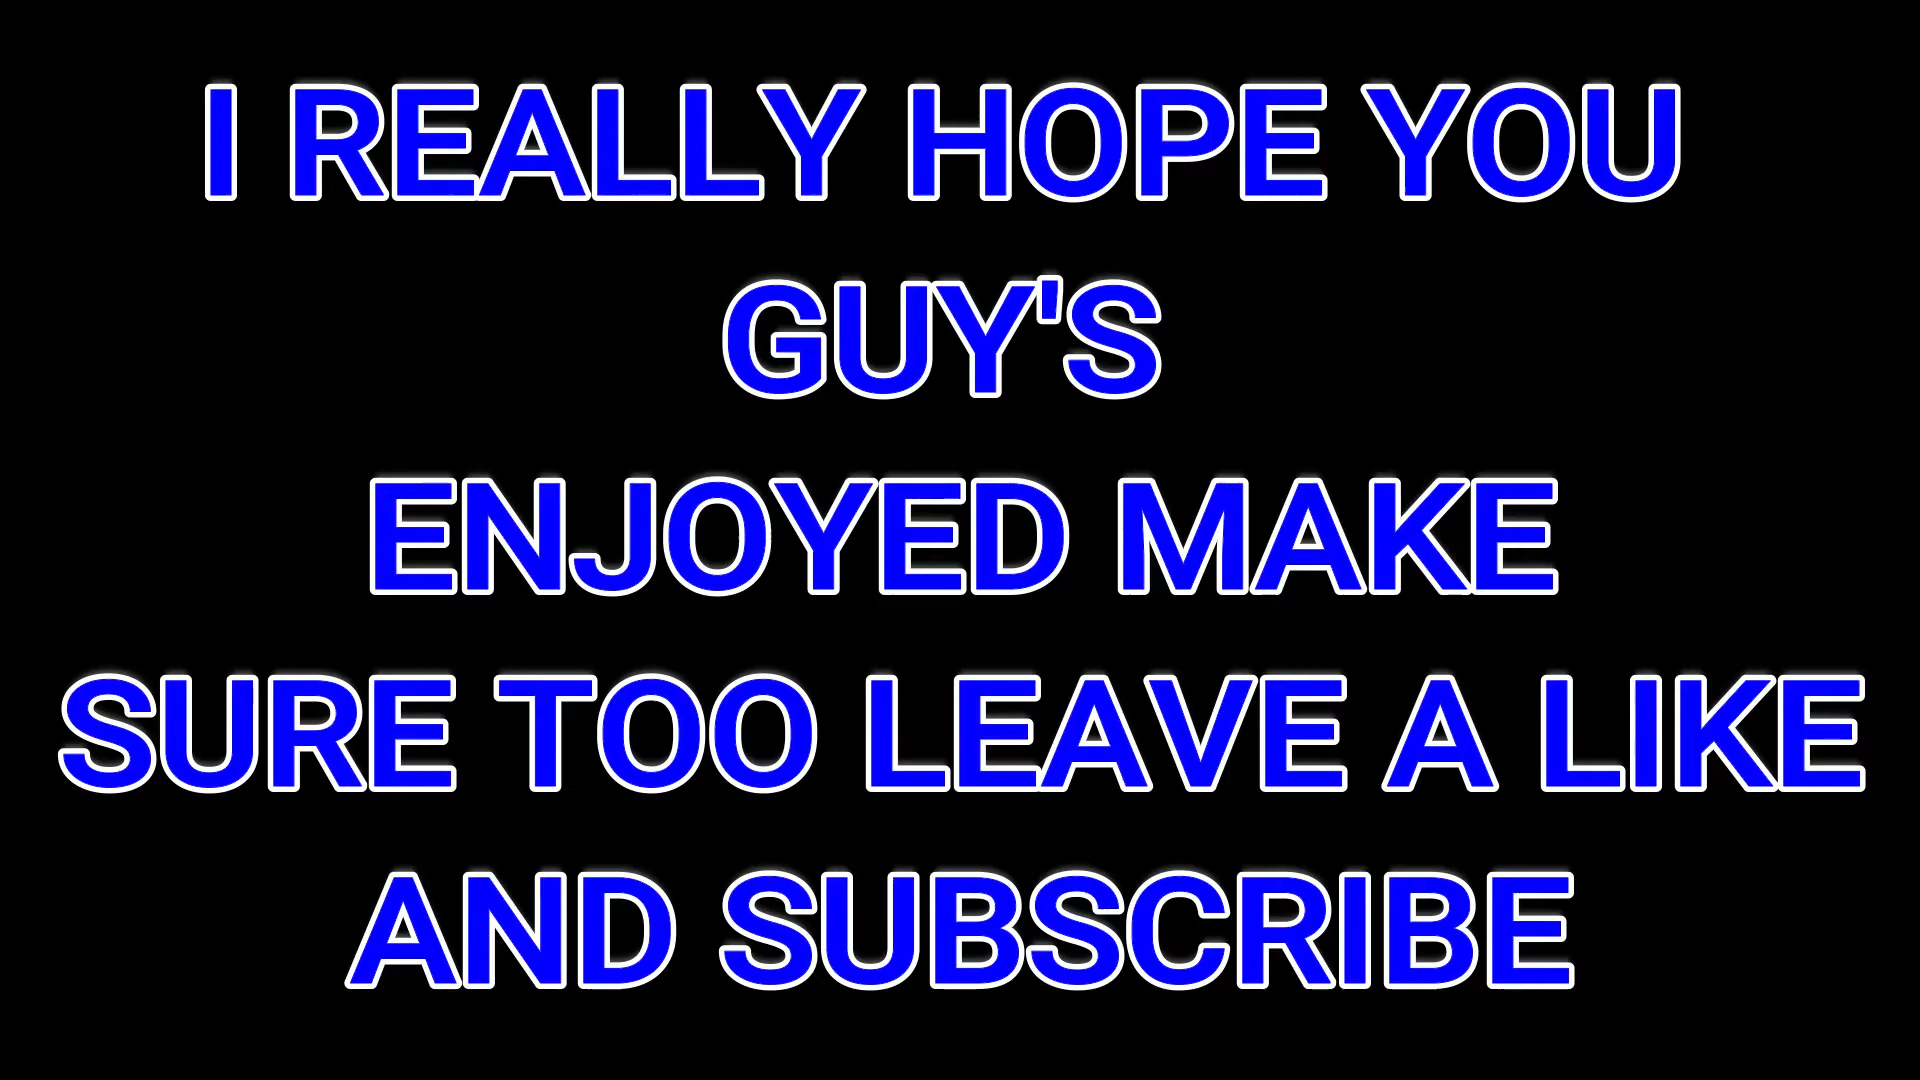 I REALLY HOPE YOU
GUY'S
ENJOYED MAKE
SURE TOO LEAVE A LIKE
AND SUBSCRIBE